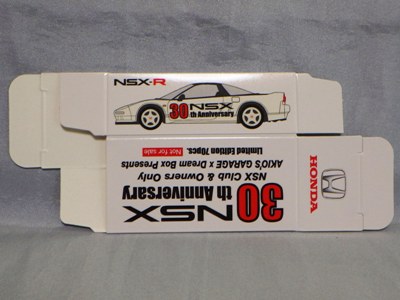 NSX-R
30 NSX
th Anniversary
NSX
30 th Anniversary
NSX Club & Owners Only
AKIO'S GARAGE x Dream Box Presents
Limited Edition 70pcs. Not for sale
HONDA